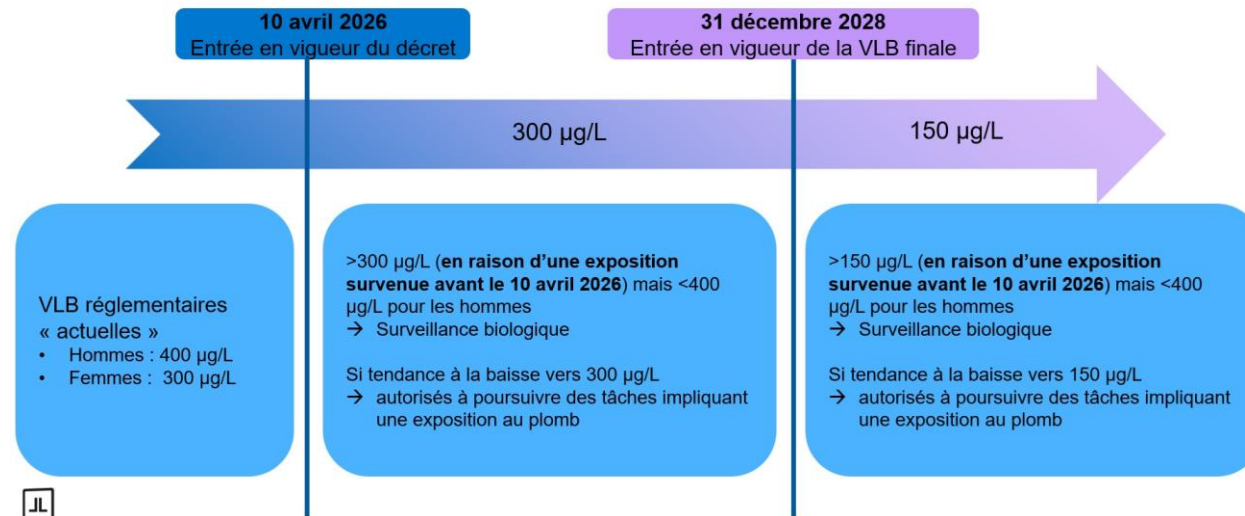 10 avril 2026
Entrée en vigueur du décret
31 décembre 2028
Entrée en vigueur de la VLB finale
300 µg/L
150 µg/L
VLB réglementaires
« actuelles »
• Hommes : 400 µg/L
• Femmes : 300 µg/L
>300 µg/L (en raison d’une exposition
survenue avant le 10 avril 2026) mais <400
µg/L pour les hommes
→ Surveillance biologique
Si tendance à la baisse vers 300 µg/L
→ autorisés à poursuivre des tâches impliquant
une exposition au plomb
>150 µg/L (en raison d’une exposition
survenue avant le 10 avril 2026) mais <400
µg/L pour les hommes
→ Surveillance biologique
Si tendance à la baisse vers 150 µg/L
→ autorisés à poursuivre des tâches impliquant
une exposition au plomb